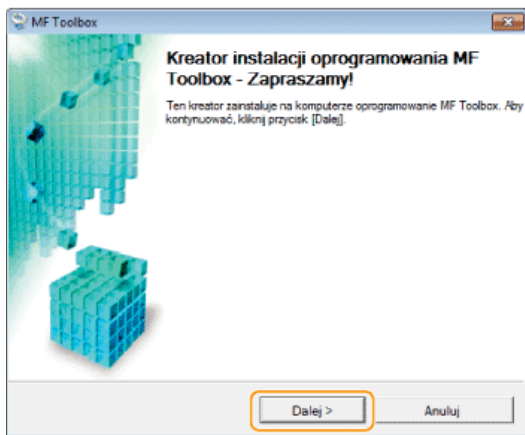 MF Toolbox
Kreator instalacji oprogramowania MF
Toolbox - Zapraszamy!
Ten kreator zainstaluje na komputerze oprogramowanie MF Toolbox. Aby
kontynuować, kliknij przycisk [Dalej].
Dalej >
Anuluj